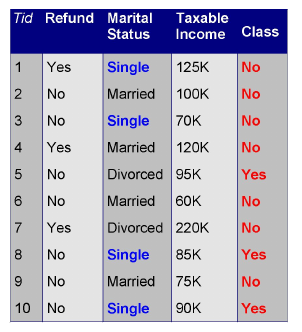 Tid Refund Marital Status Taxable Income Class
1 Yes Single 125K No
2 No Married 100K No
3 No Single 70K No
4 Yes Married 120K No
5 No Divorced 95K Yes
6 No Married 60K No
7 Yes Divorced 220K No
8 No Single 85K Yes
9 No Married 75K No
10 No Single 90K Yes